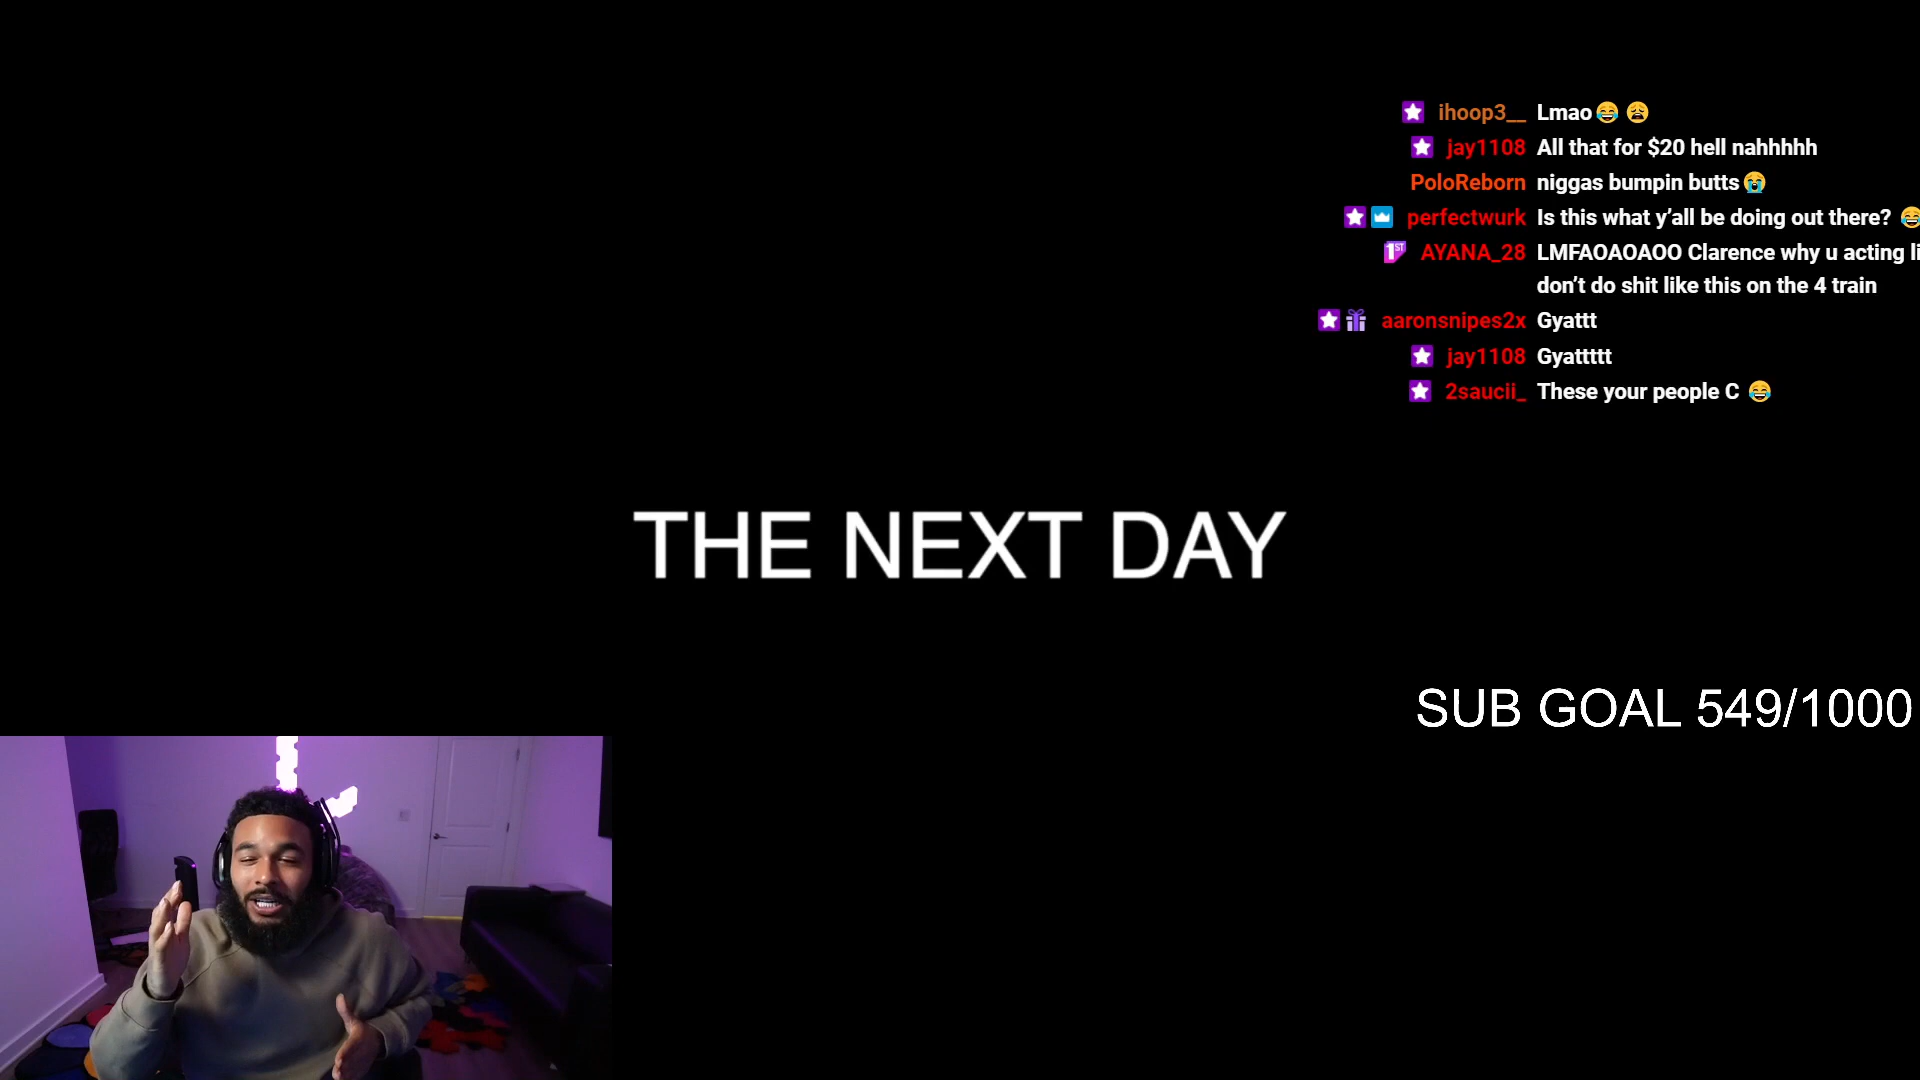 ihoop3__ Lmao😂 😩
jay1108 All that for $20 hell nahhhhh
PoloReborn niggas bumpin butts😭
perfectwurk Is this what y’all be doing out there? 😂
1ST AYANA_28 LMFAOAOAOO Clarence why u acting li
don’t do shit like this on the 4 train
aaronsnipes2x Gyattt
jay1108 Gyattttt
2saucii_ These your people C 😂
THE NEXT DAY
SUB GOAL 549/1000